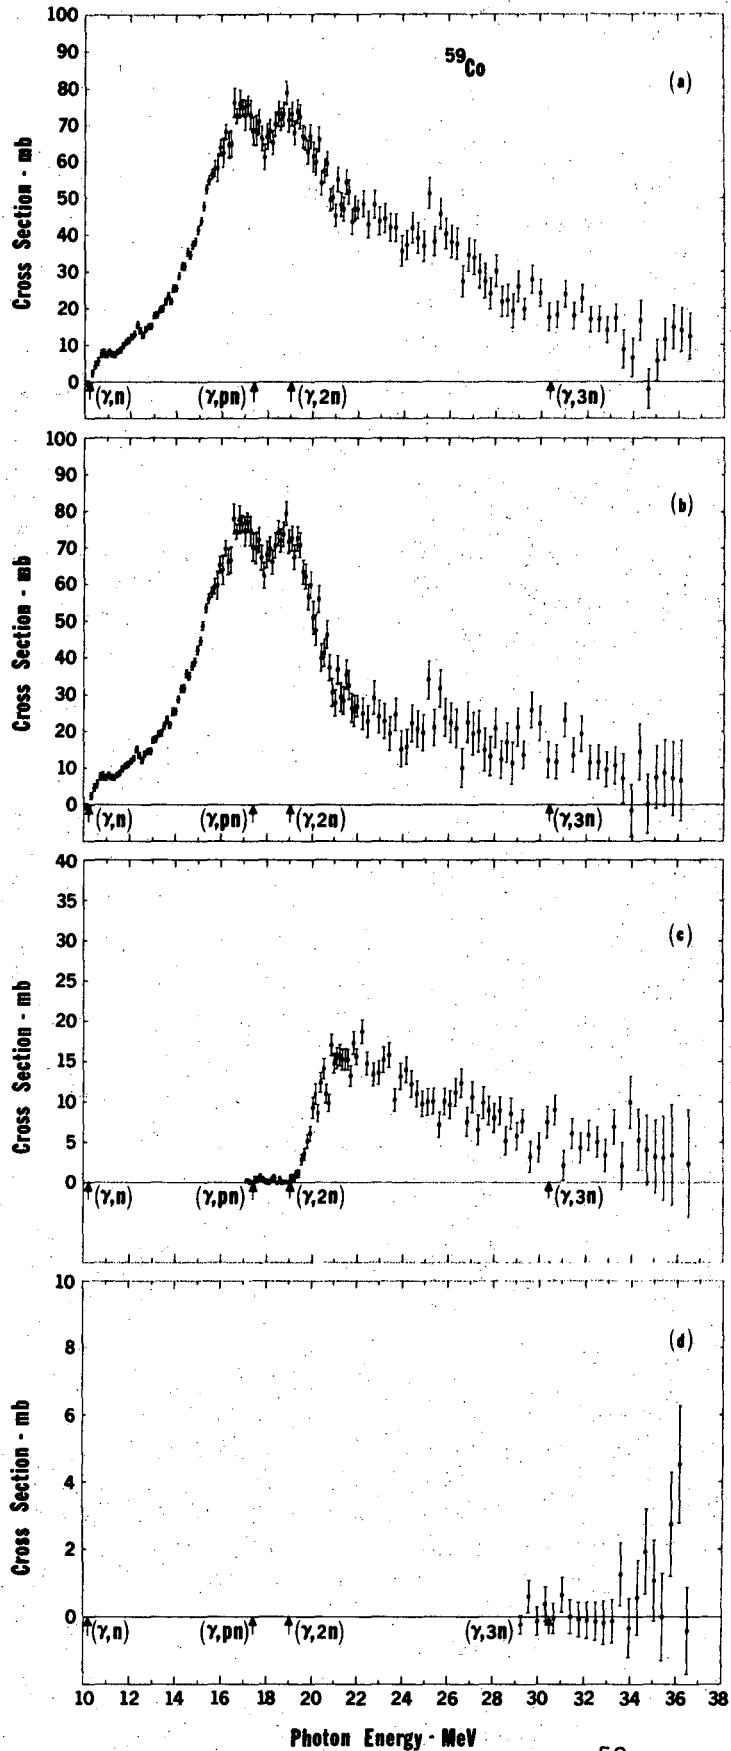 100
90
80
70
60
50
40
30
20
10
0
Cross Section - mb
59Co
(a)
(γ,n)
(γ,pn)
(γ,2n)
(γ,3n)
100
90
80
70
60
50
40
30
20
10
0
Cross Section - mb
(b)
(γ,n)
(γ,pn)
(γ,2n)
(γ,3n)
40
35
30
25
20
15
10
5
0
Cross Section - mb
(c)
(γ,n)
(γ,pn)
(γ,2n)
(γ,3n)
10
8
6
4
2
0
Cross Section - mb
(d)
(γ,n)
(γ,pn)
(γ,2n)
(γ,3n)
10 12 14 16 18 20 22 24 26 28 30 32 34 36 38
Photon Energy - MeV